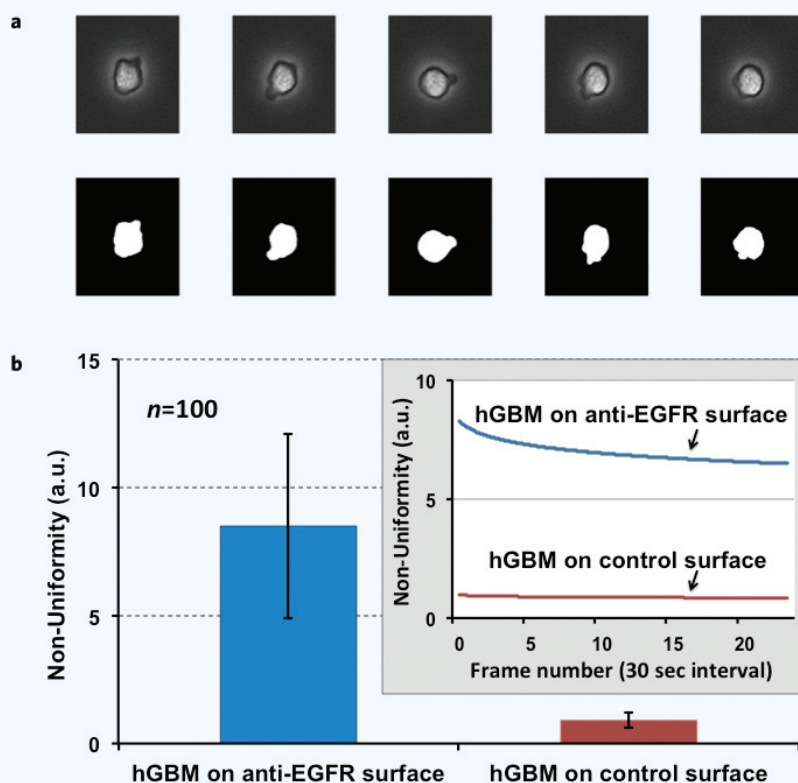 a
b
15
10
5
0
Non-Uniformity (a.u.)
n=100
hGBM on anti-EGFR surface
hGBM on control surface
10
5
0
Non-Uniformity (a.u.)
hGBM on anti-EGFR surface
hGBM on control surface
0 5 10 15 20
Frame number (30 sec interval)